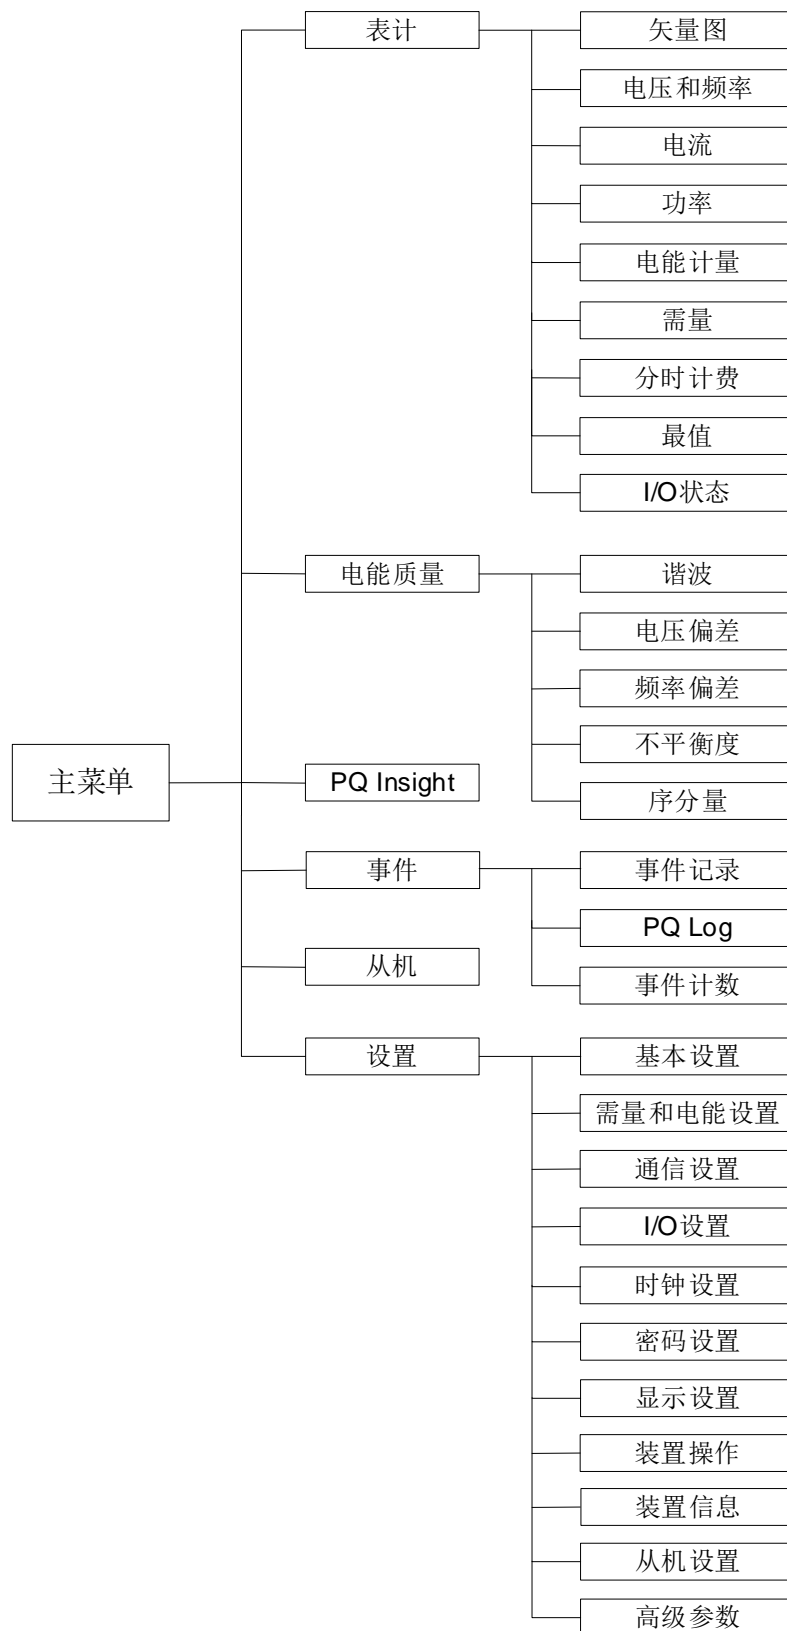 主菜单
表计
矢量图
电压和频率
电流
功率
电能计量
需量
分时计费
最值
I/O状态
电能质量
谐波
电压偏差
频率偏差
不平衡度
序分量
PQ Insight
事件
事件记录
PQ Log
事件计数
从机
设置
基本设置
需量和电能设置
通信设置
I/O设置
时钟设置
密码设置
显示设置
装置操作
装置信息
从机设置
高级参数